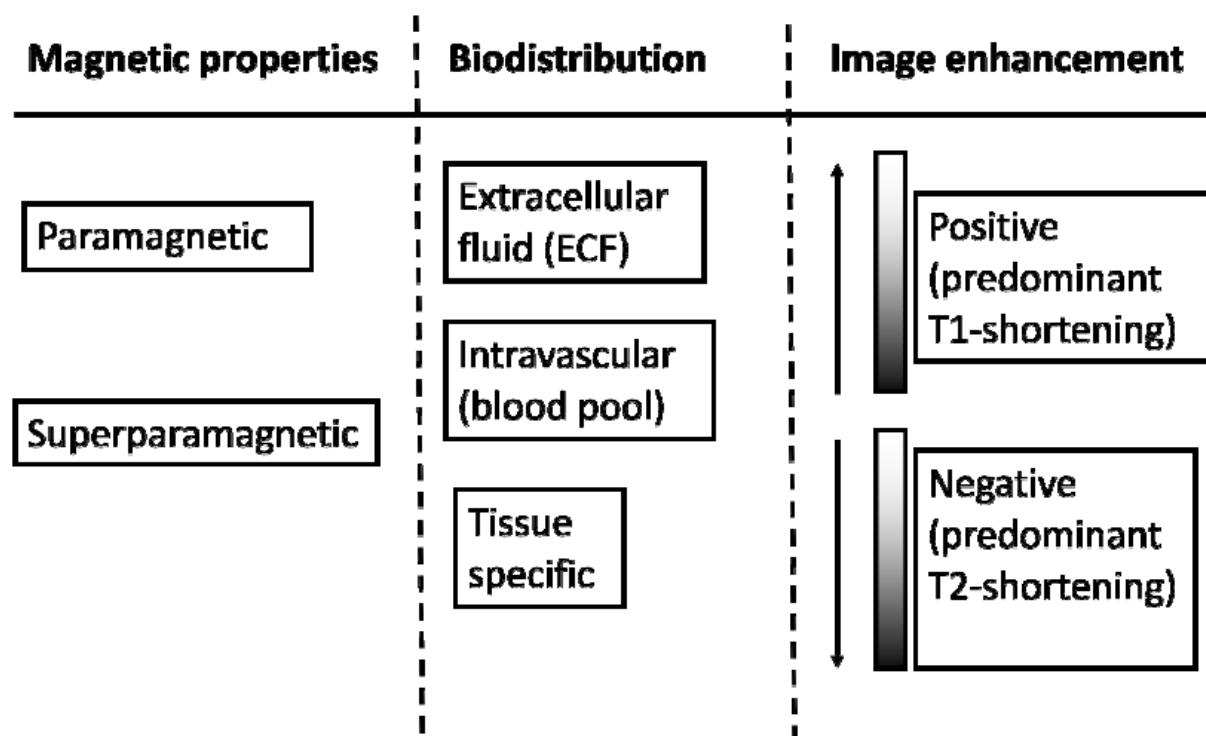 Magnetic properties
Biodistribution
Image enhancement
Paramagnetic
Superparamagnetic
Extracellular
fluid (ECF)
Intravascular
(blood pool)
Tissue
specific
Positive
(predominant
T1-shortening)
Negative
(predominant
T2-shortening)